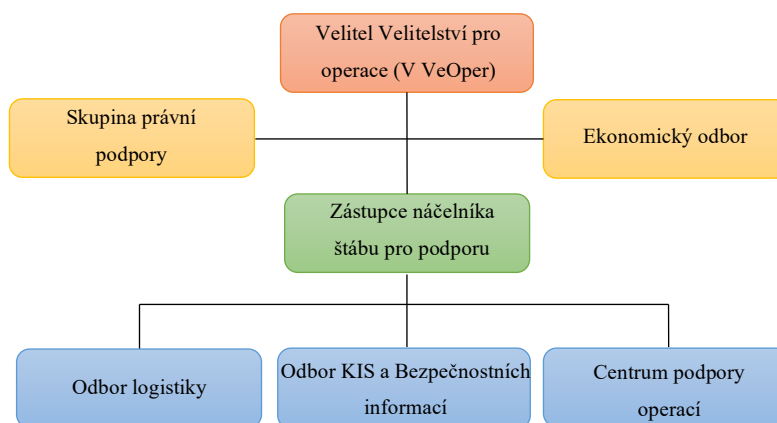 Velitel Velitelství pro
operace (V VeOper)
Skupina právní
podpory
Ekonomický odbor
Zástupce náčelníka
štábu pro podporu
Odbor logistiky
Odbor KIS a Bezpečnostních
informací
Centrum podpory
operací